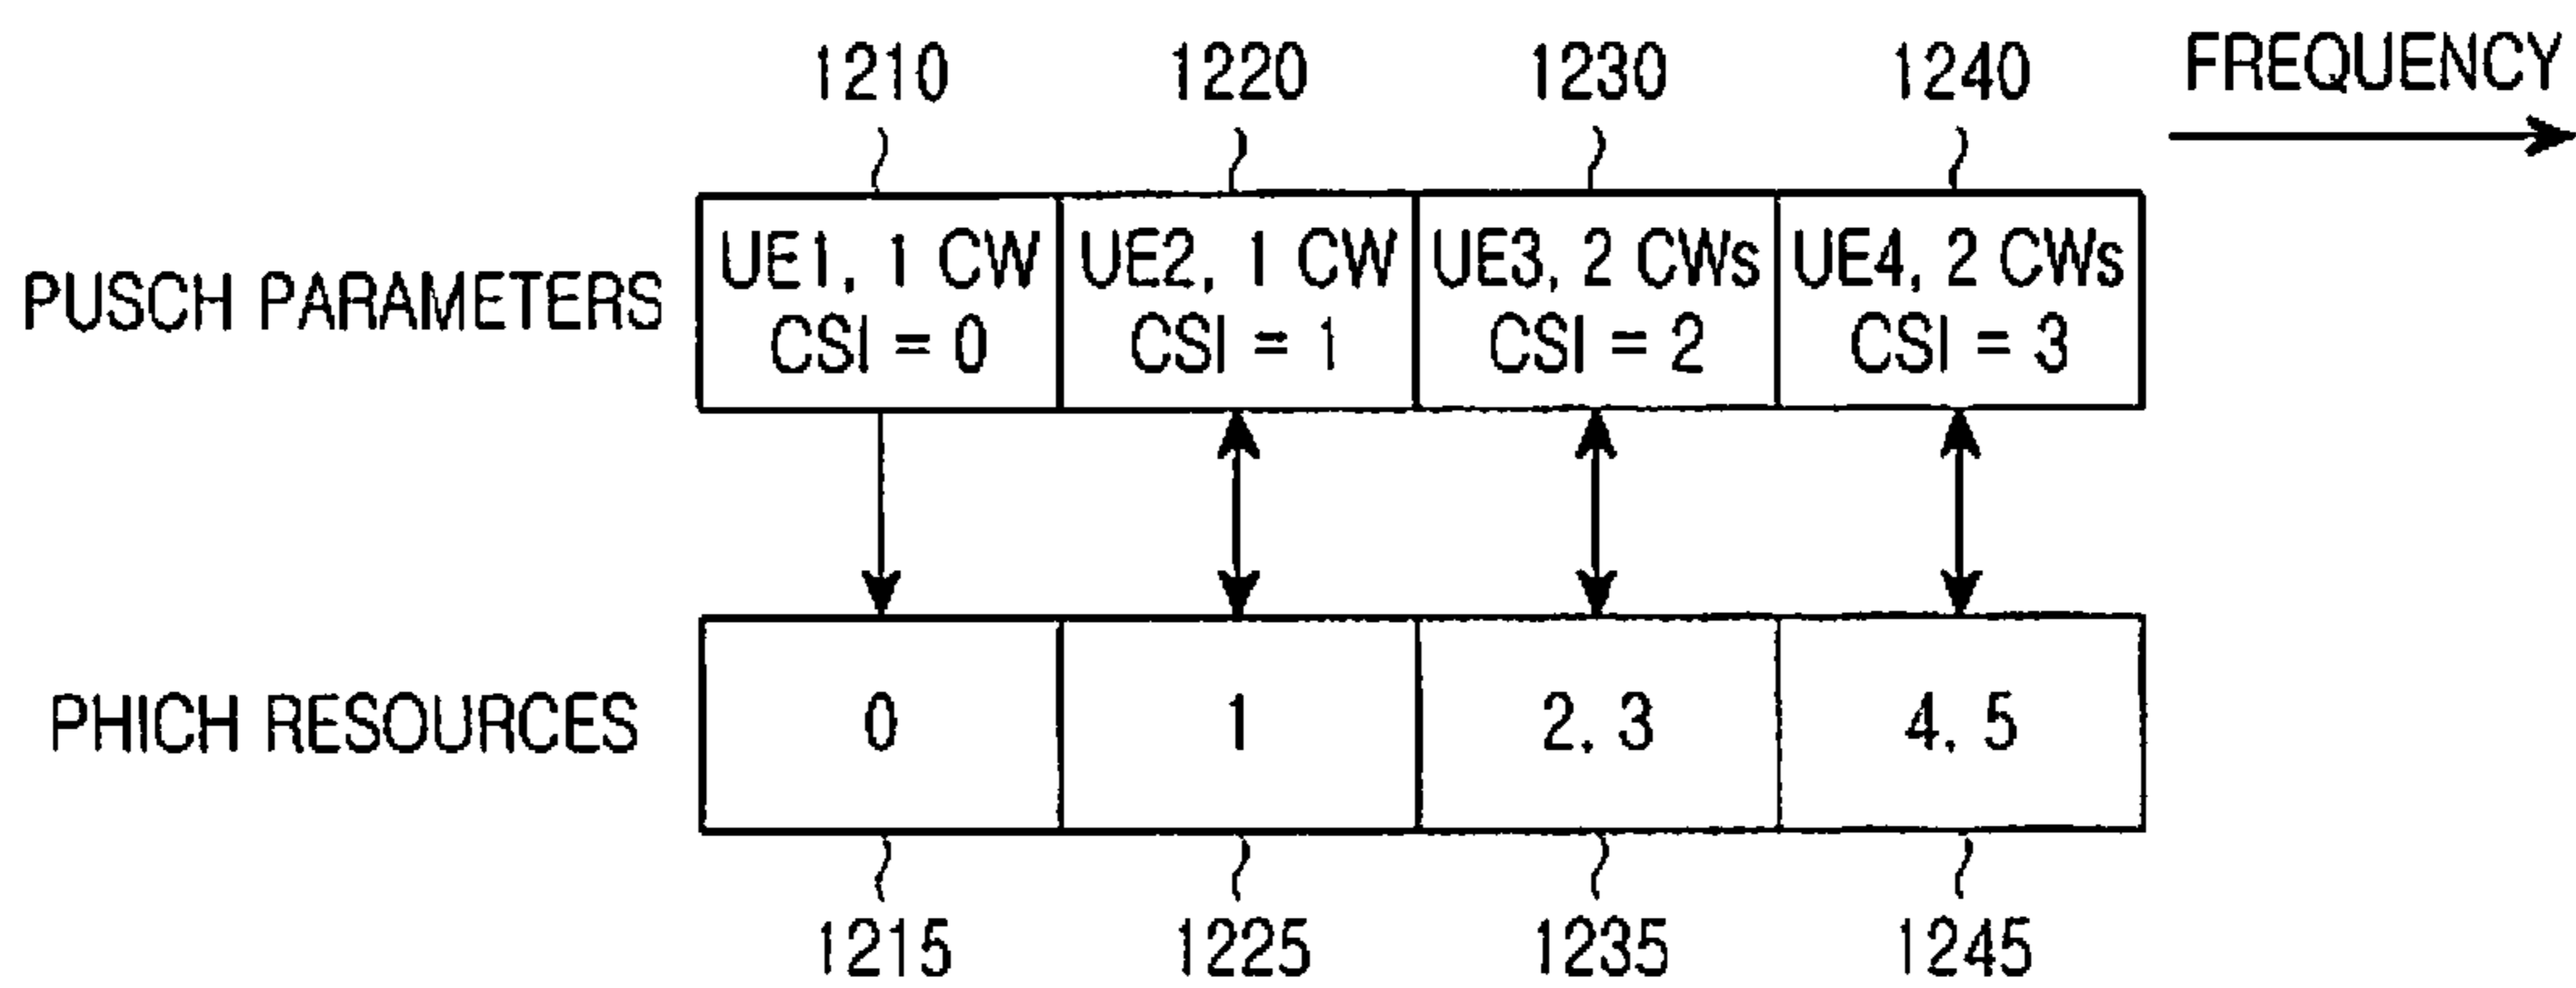 1210 1220 1230 1240 FREQUENCY
PUSCH PARAMETERS
UE1, 1 CW
CSI = 0
UE2, 1 CW
CSI = 1
UE3, 2 CWs
CSI = 2
UE4, 2 CWs
CSI = 3
PHICH RESOURCES
0
1
2, 3
4, 5
1215 1225 1235 1245